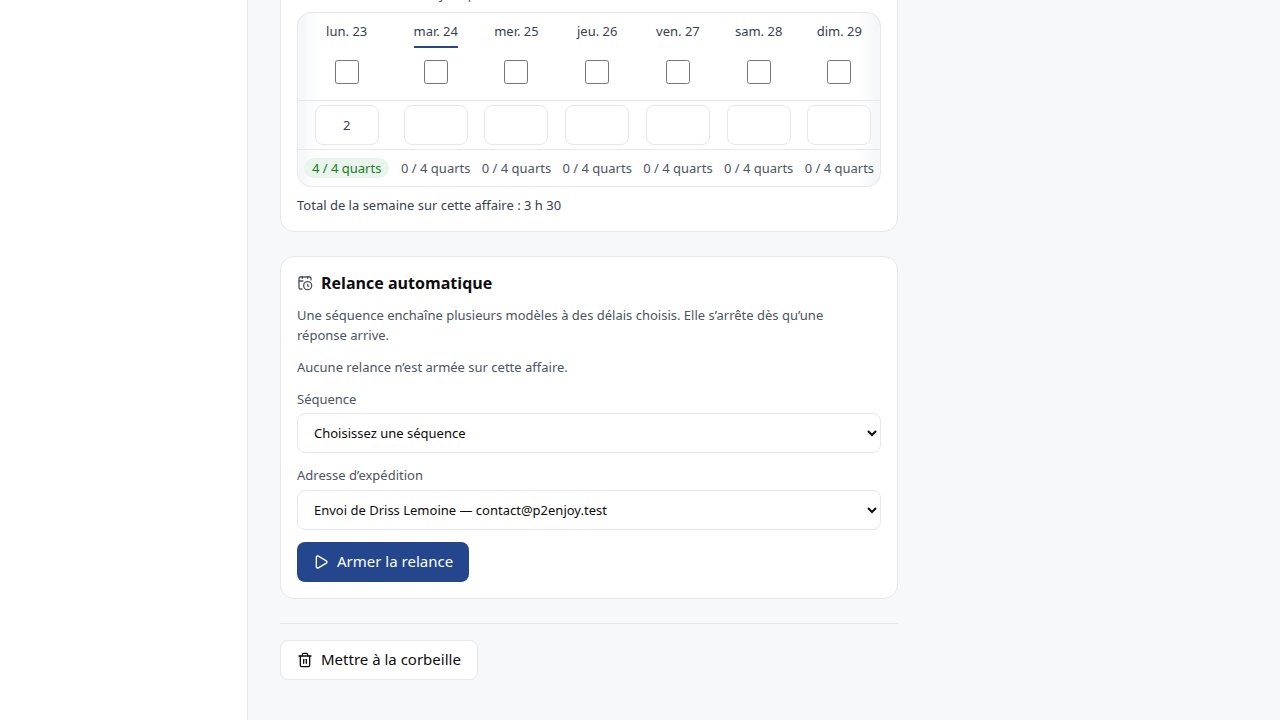 lun. 23 mar. 24 mer. 25 jeu. 26 ven. 27 sam. 28 dim. 29
2
4 / 4 quarts 0 / 4 quarts 0 / 4 quarts 0 / 4 quarts 0 / 4 quarts 0 / 4 quarts 0 / 4 quarts
Total de la semaine sur cette affaire : 3 h 30
Relance automatique
Une séquence enchaîne plusieurs modèles à des délais choisis. Elle s’arrête dès qu’une
réponse arrive.
Aucune relance n’est armée sur cette affaire.
Séquence
Choisissez une séquence
Adresse d’expédition
Envoi de Driss Lemoine — contact@p2enjoy.test
Armer la relance
Mettre à la corbeille